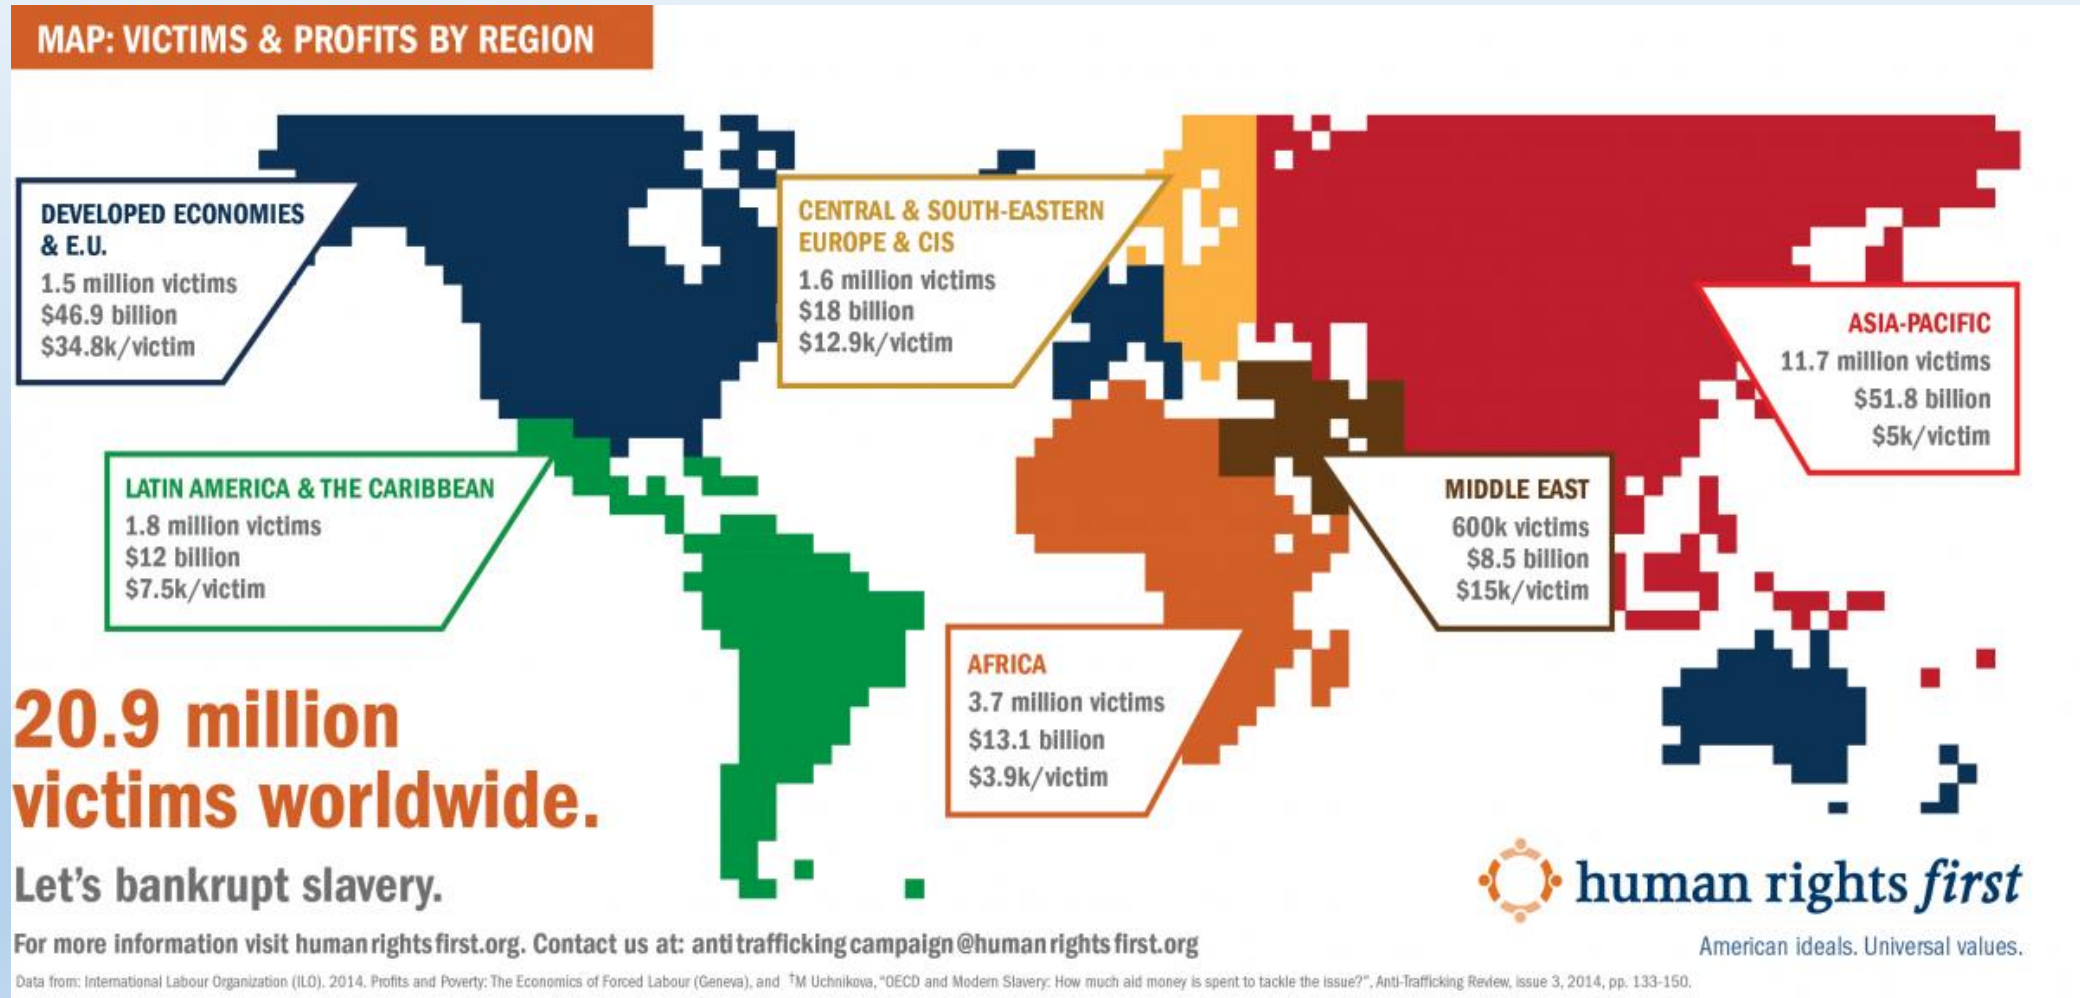 MAP: VICTIMS & PROFITS BY REGION
DEVELOPED ECONOMIES
& E.U.
1.5 million victims
$46.9 billion
$34.8k/victim
CENTRAL & SOUTH-EASTERN
EUROPE & CIS
1.6 million victims
$18 billion
$12.9k/victim
ASIA-PACIFIC
11.7 million victims
$51.8 billion
$5k/victim
LATIN AMERICA & THE CARIBBEAN
1.8 million victims
$12 billion
$7.5k/victim
MIDDLE EAST
600k victims
$8.5 billion
$15k/victim
AFRICA
3.7 million victims
$13.1 billion
$3.9k/victim
20.9 million
victims worldwide.
Let's bankrupt slavery.
human rights first
American ideals. Universal values.
For more information visit humanrightsfirst.org. Contact us at: antitraffickingcampaign@humanrightsfirst.org
Data from: International Labour Organization (ILO). 2014. Profits and Poverty: The Economics of Forced Labour (Geneva), and †M Uchnikova, "OECD and Modern Slavery: How much aid money is spent to tackle the issue?", Anti-Trafficking Review, issue 3, 2014, pp. 133-150.